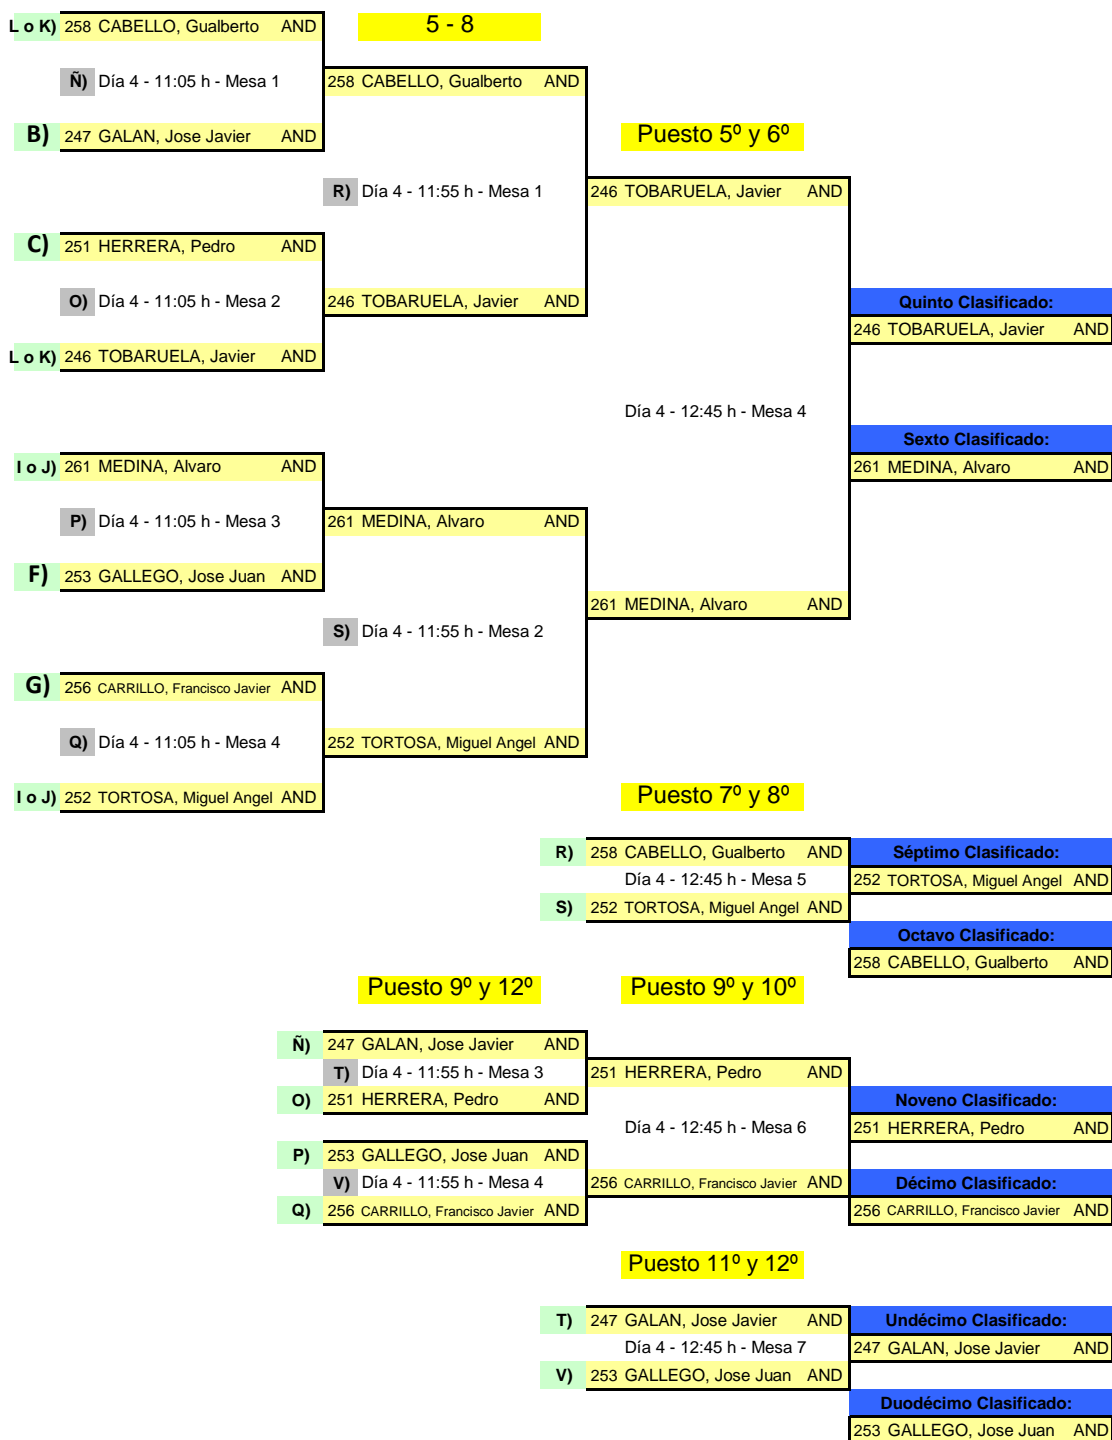 L o K) 258 CABELLO, Gualberto AND 5 - 8
Ñ) Día 4 - 11:05 h - Mesa 1 258 CABELLO, Gualberto AND
B) 247 GALAN, Jose Javier AND Puesto 5º y 6º
R) Día 4 - 11:55 h - Mesa 1 246 TOBARUELA, Javier AND
C) 251 HERRERA, Pedro AND
O) Día 4 - 11:05 h - Mesa 2 246 TOBARUELA, Javier AND Quinto Clasificado:
246 TOBARUELA, Javier AND
L o K) 246 TOBARUELA, Javier AND
Día 4 - 12:45 h - Mesa 4
Sexto Clasificado:
I o J) 261 MEDINA, Alvaro AND 261 MEDINA, Alvaro AND
P) Día 4 - 11:05 h - Mesa 3 261 MEDINA, Alvaro AND
F) 253 GALLEGO, Jose Juan AND
261 MEDINA, Alvaro AND
S) Día 4 - 11:55 h - Mesa 2
G) 256 CARRILLO, Francisco Javier AND
Q) Día 4 - 11:05 h - Mesa 4 252 TORTOSA, Miguel Angel AND
I o J) 252 TORTOSA, Miguel Angel AND Puesto 7º y 8º
R) 258 CABELLO, Gualberto AND Séptimo Clasificado:
Día 4 - 12:45 h - Mesa 5 252 TORTOSA, Miguel Angel AND
S) 252 TORTOSA, Miguel Angel AND
Octavo Clasificado:
258 CABELLO, Gualberto AND
Puesto 9º y 12º Puesto 9º y 10º
Ñ) 247 GALAN, Jose Javier AND
T) Día 4 - 11:55 h - Mesa 3 251 HERRERA, Pedro AND
O) 251 HERRERA, Pedro AND Noveno Clasificado:
Día 4 - 12:45 h - Mesa 6 251 HERRERA, Pedro AND
P) 253 GALLEGO, Jose Juan AND
V) Día 4 - 11:55 h - Mesa 4 256 CARRILLO, Francisco Javier AND Décimo Clasificado:
Q) 256 CARRILLO, Francisco Javier AND 256 CARRILLO, Francisco Javier AND
Puesto 11º y 12º
T) 247 GALAN, Jose Javier AND Undécimo Clasificado:
Día 4 - 12:45 h - Mesa 7 247 GALAN, Jose Javier AND
V) 253 GALLEGO, Jose Juan AND
Duodécimo Clasificado:
253 GALLEGO, Jose Juan AND